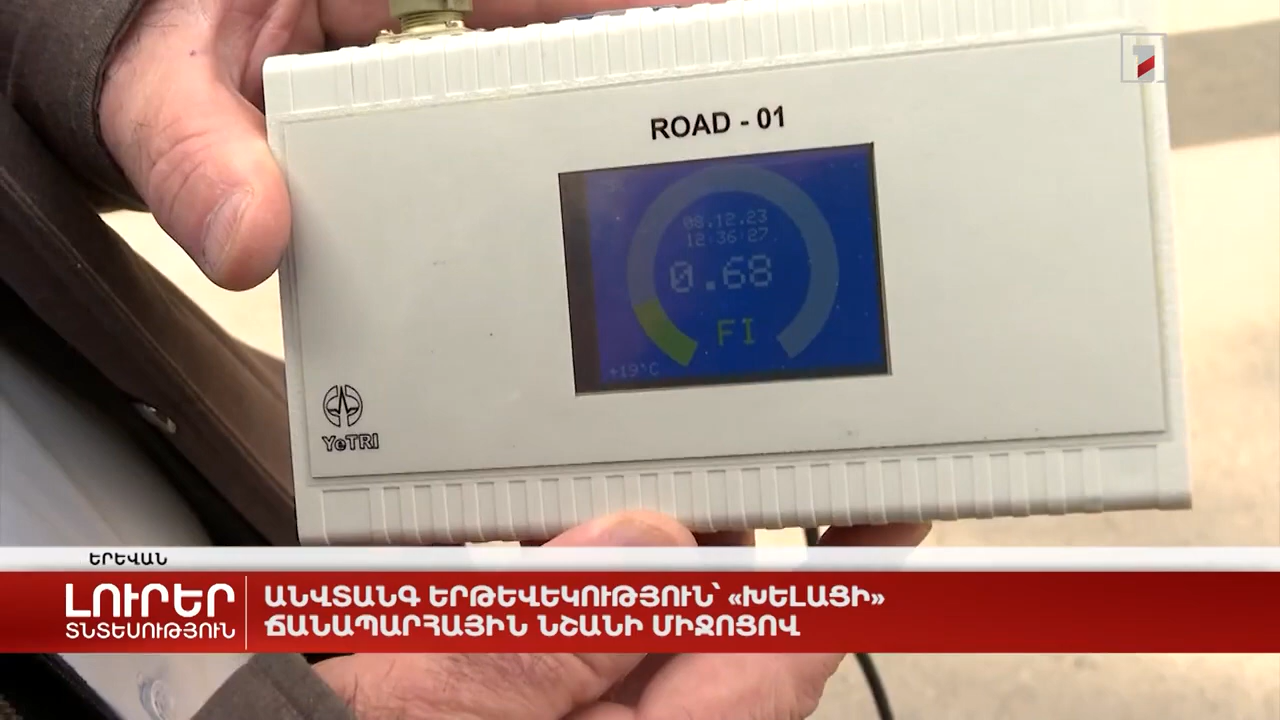 ROAD - 01
08.12.23
12:36:27
0.68
FI
+19°C
YeTRI
ԵՐԵՎԱՆ
ԼՈՒՐԵՐ
ՏՆՏԵՍՈՒԹՅՈՒՆ
ԱՆՎՏԱՆԳ ԵՐԹԵՎԵԿՈՒԹՅՈՒՆ՝ «ԽԵԼԱՑԻ»
ՃԱՆԱՊԱՐՀԱՅԻՆ ՆՇԱՆԻ ՄԻՋՈՑՈՎ